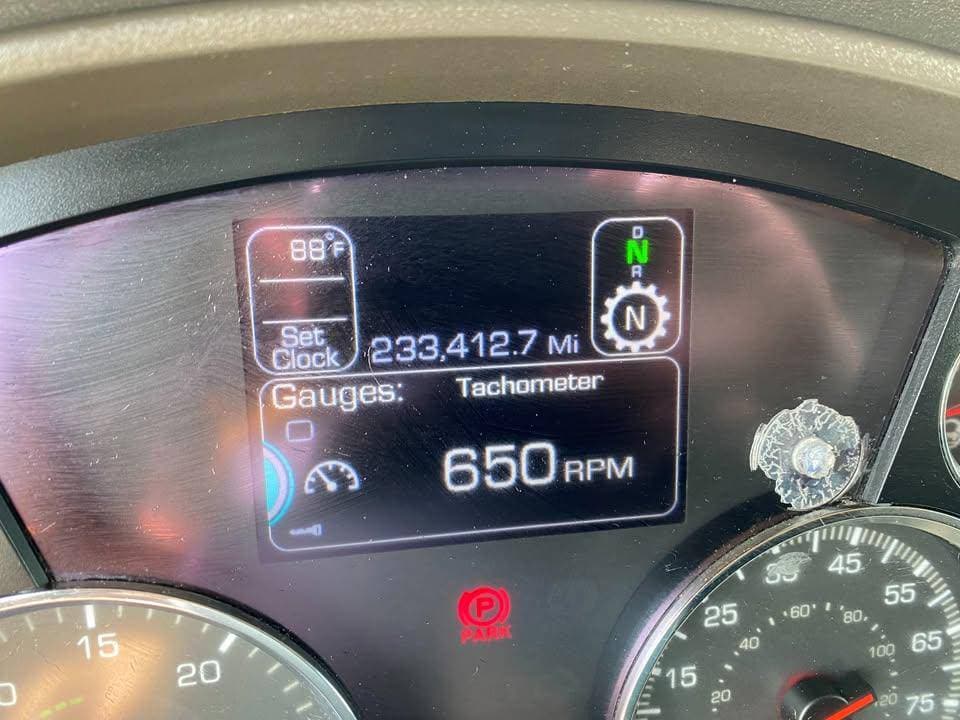 88°F
D
N
R
N
Set
Clock
233,412.7 Mi
Gauges:
Tachometer
650 RPM
P
PARK
15
20
15
25
45
55
65
75
20
40
60
80
100